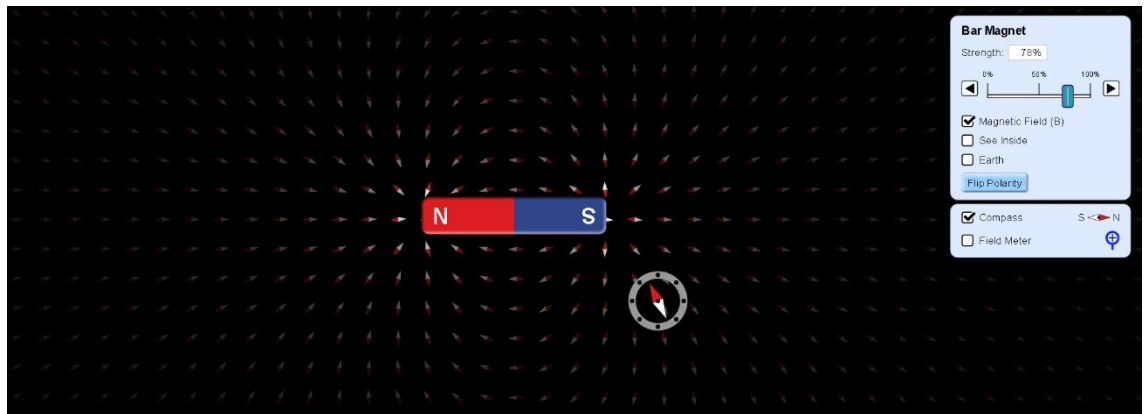 Bar Magnet
Strength: 78%
0% 50% 100%
Magnetic Field (B)
See Inside
Earth
Flip Polarity
N S
Compass S N
Field Meter